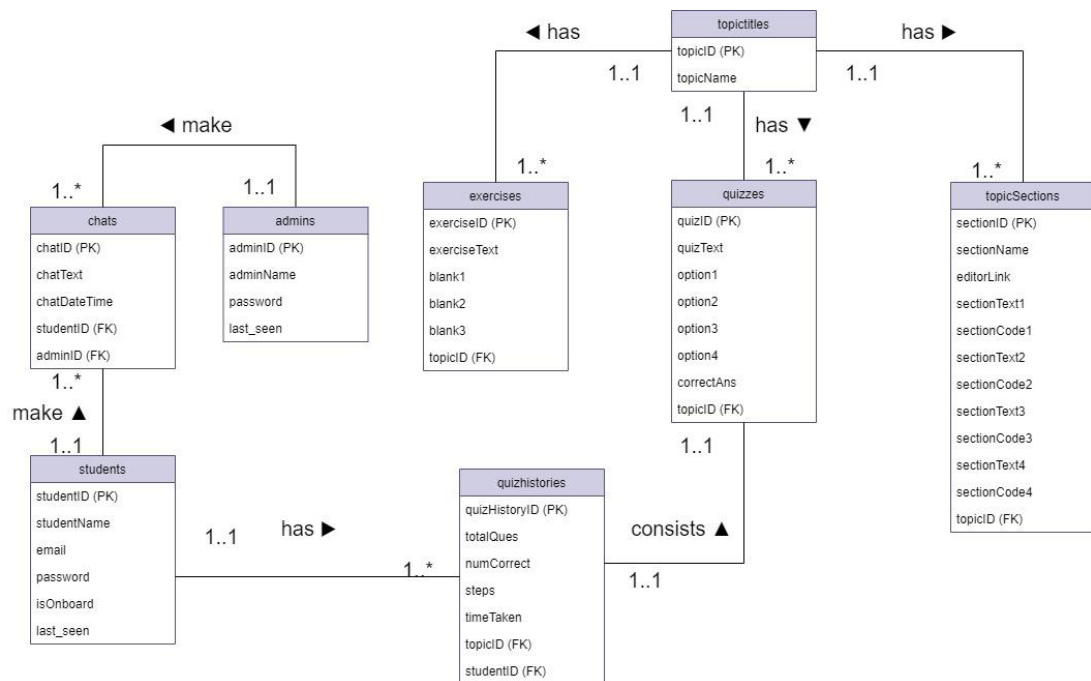 topictitles
topicID (PK)
topicName
◄ has
has ►
1..1
1..1
1..1
has ▼
1..*
1..*
1..*
◄ make
1..*
1..1
chats
chatID (PK)
chatText
chatDateTime
studentID (FK)
adminID (FK)
admins
adminID (PK)
adminName
password
last_seen
exercises
exerciseID (PK)
exerciseText
blank1
blank2
blank3
topicID (FK)
quizzes
quizID (PK)
quizText
option1
option2
option3
option4
correctAns
topicID (FK)
topicSections
sectionID (PK)
sectionName
editorLink
sectionText1
sectionCode1
sectionText2
sectionCode2
sectionText3
sectionCode3
sectionText4
sectionCode4
topicID (FK)
1..*
make ▲
1..1
students
studentID (PK)
studentName
email
password
isOnboard
last_seen
1..1
has ►
1..*
quizhistories
quizHistoryID (PK)
totalQues
numCorrect
steps
timeTaken
topicID (FK)
studentID (FK)
1..1
consists ▲
1..1